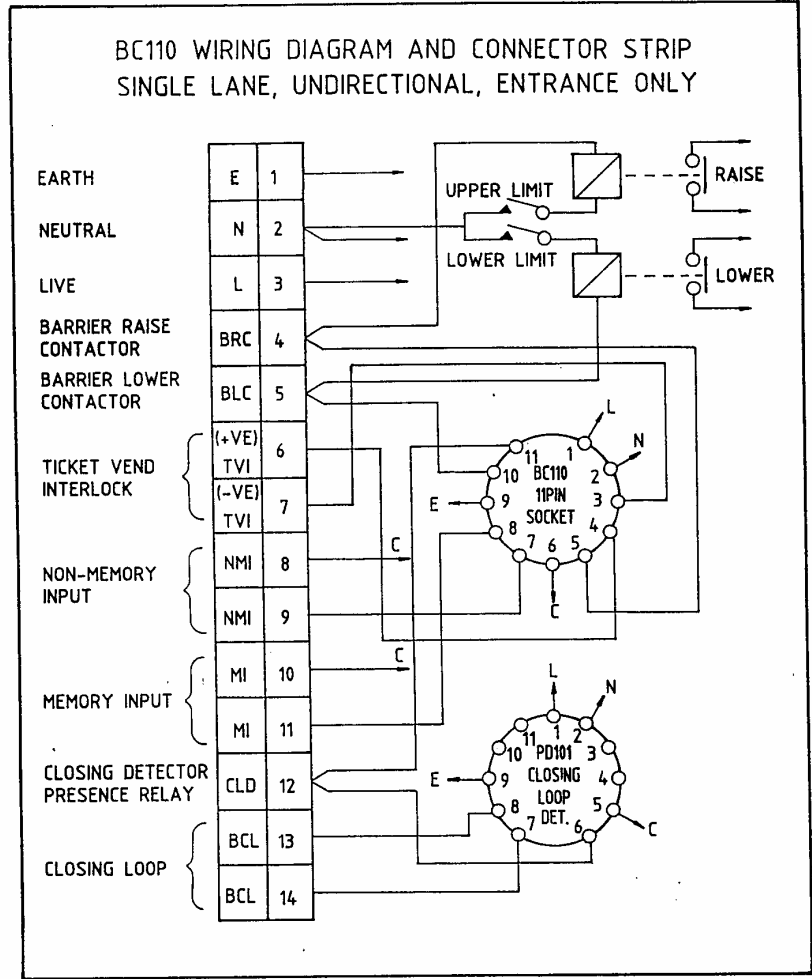 BC110 WIRING DIAGRAM AND CONNECTOR STRIP
SINGLE LANE, UNDIRECTIONAL, ENTRANCE ONLY
EARTH E 1
NEUTRAL N 2
LIVE L 3
BARRIER RAISE
CONTACTOR
BRC 4
BARRIER LOWER
CONTACTOR
BLC 5
TICKET VEND
INTERLOCK
(+VE)
TVI 6
(-VE)
TVI 7
NON-MEMORY
INPUT
NMI 8 C
NMI 9
MEMORY INPUT
MI 10 C
MI 11
CLOSING DETECTOR
PRESENCE RELAY
CLD 12
CLOSING LOOP
BCL 13
BCL 14
UPPER LIMIT
LOWER LIMIT
RAISE
LOWER
BC110
11PIN
SOCKET
1 2 3 4 5 6 7 8 9 10 11
L
N
E
C
PD101
CLOSING
LOOP
DET.
1 2 3 4 5 6 7 8 9 10 11
L
N
E
C